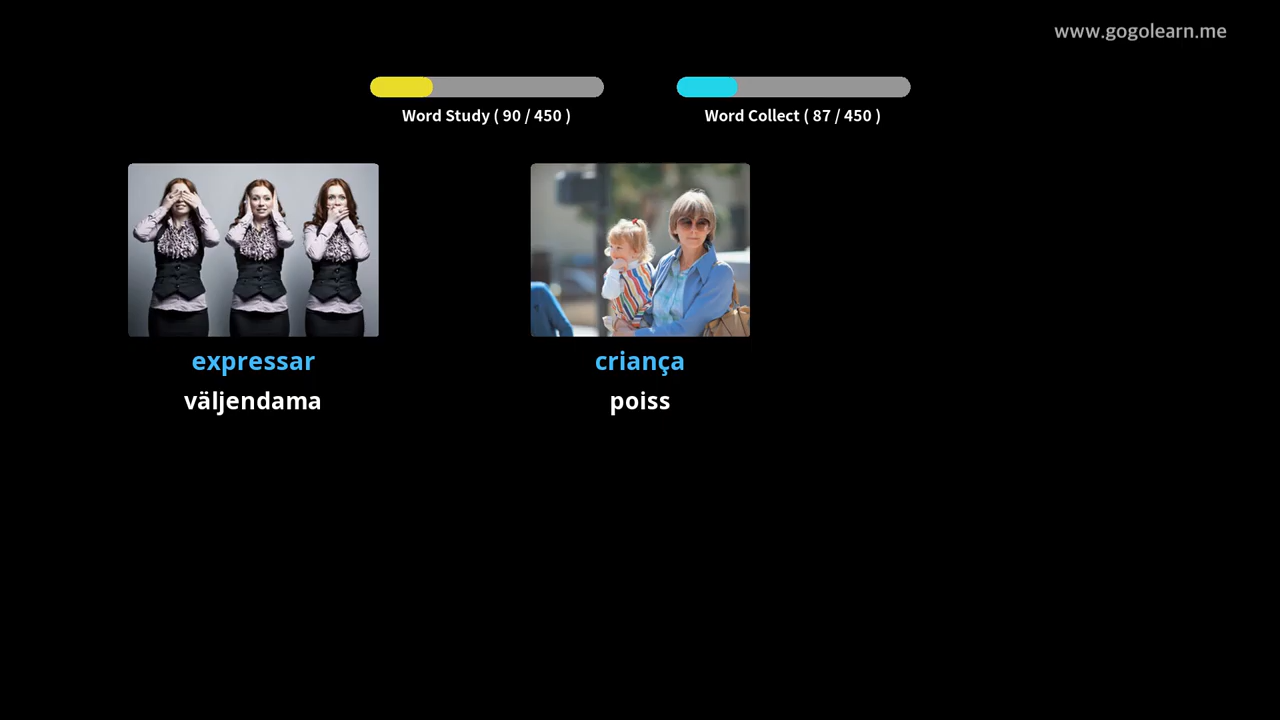 www.gogolearn.me
Word Study ( 90 / 450 )
Word Collect ( 87 / 450 )
expressar
criança
väljendama
poiss